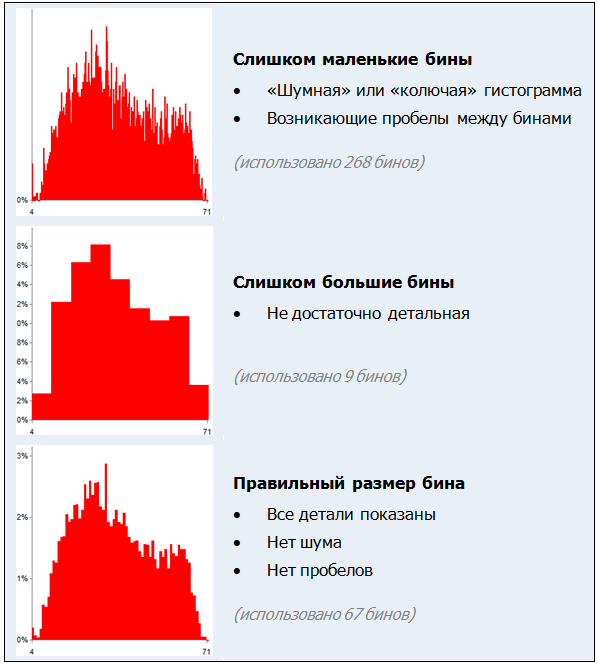 Слишком маленькие бины
• «Шумная» или «колючая» гистограмма
• Возникающие пробелы между бинами
(использовано 268 бинов)
0%
4 71
8%
6%
4%
2%
0%
8%
6%
4%
2%
0%
4 71
Слишком большие бины
• Не достаточно детальная
(использовано 9 бинов)
3%
2%
1%
0%
4 71
Правильный размер бина
• Все детали показаны
• Нет шума
• Нет пробелов
(использовано 67 бинов)